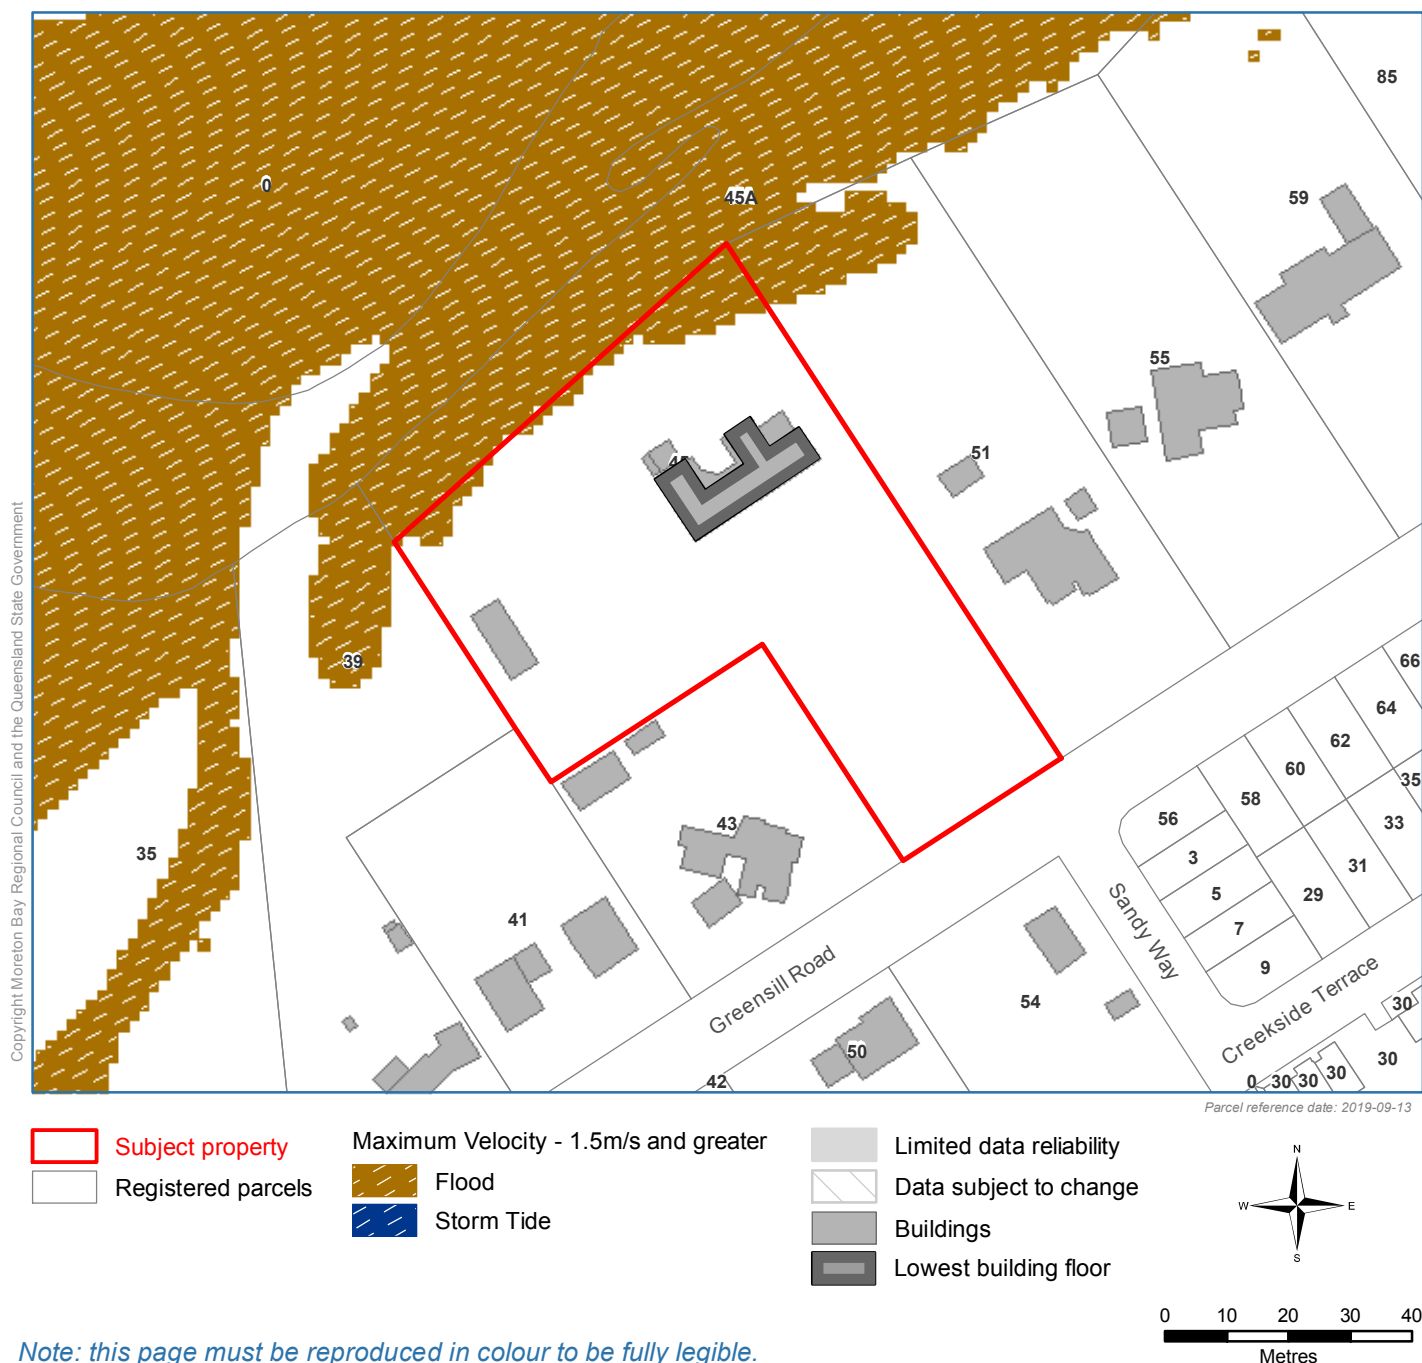 85
0
45A
59
55
51
45
39
66
64
62
35
60
58
56
33
43
3
31
35
5
29
41
7
9
Sandy Way
Greensill Road
54
Creekside Terrace
30
50
30
42
0 30 30 30
Copyright Moreton Bay Regional Council and the Queensland State Government
Parcel reference date: 2019-09-13
Subject property
Registered parcels
Maximum Velocity - 1.5m/s and greater
Flood
Storm Tide
Limited data reliability
Data subject to change
Buildings
Lowest building floor
N
W E
S
0 10 20 30 40
Metres
Note: this page must be reproduced in colour to be fully legible.